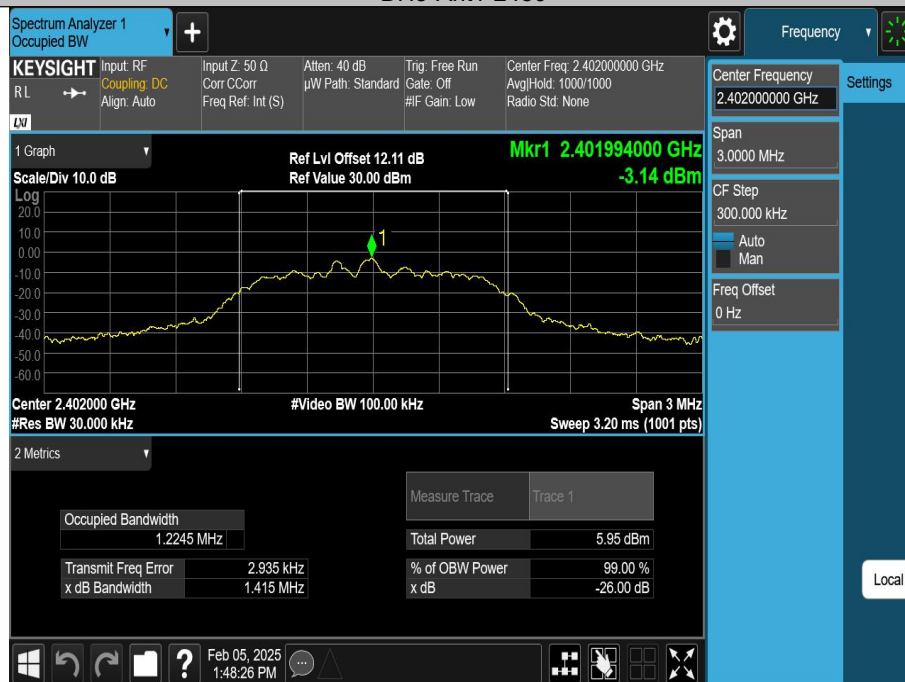 Spectrum Analyzer 1
Occupied BW
+
Frequency
KEYSIGHT
RL
LXI
Input: RF
Coupling: DC
Align: Auto
Input Z: 50 Ω
Corr CCorr
Freq Ref: Int (S)
Atten: 40 dB
µW Path: Standard
Trig: Free Run
Gate: Off
#IF Gain: Low
Center Freq: 2.402000000 GHz
Avg|Hold: 1000/1000
Radio Std: None
Center Frequency
2.402000000 GHz
Settings
Span
3.0000 MHz
CF Step
300.000 kHz
Auto
Man
Freq Offset
0 Hz
Local
1 Graph
Scale/Div 10.0 dB
Ref Lvl Offset 12.11 dB
Ref Value 30.00 dBm
Mkr1 2.401994000 GHz
-3.14 dBm
Log
20.0
10.0
0.00
-10.0
-20.0
-30.0
-40.0
-50.0
-60.0
1
Center 2.402000 GHz
#Video BW 100.00 kHz
Span 3 MHz
#Res BW 30.000 kHz
Sweep 3.20 ms (1001 pts)
2 Metrics
Measure Trace
Trace 1
Occupied Bandwidth
1.2245 MHz
Total Power
5.95 dBm
Transmit Freq Error
2.935 kHz
% of OBW Power
99.00 %
x dB Bandwidth
1.415 MHz
x dB
-26.00 dB
?
Feb 05, 2025
1:48:26 PM